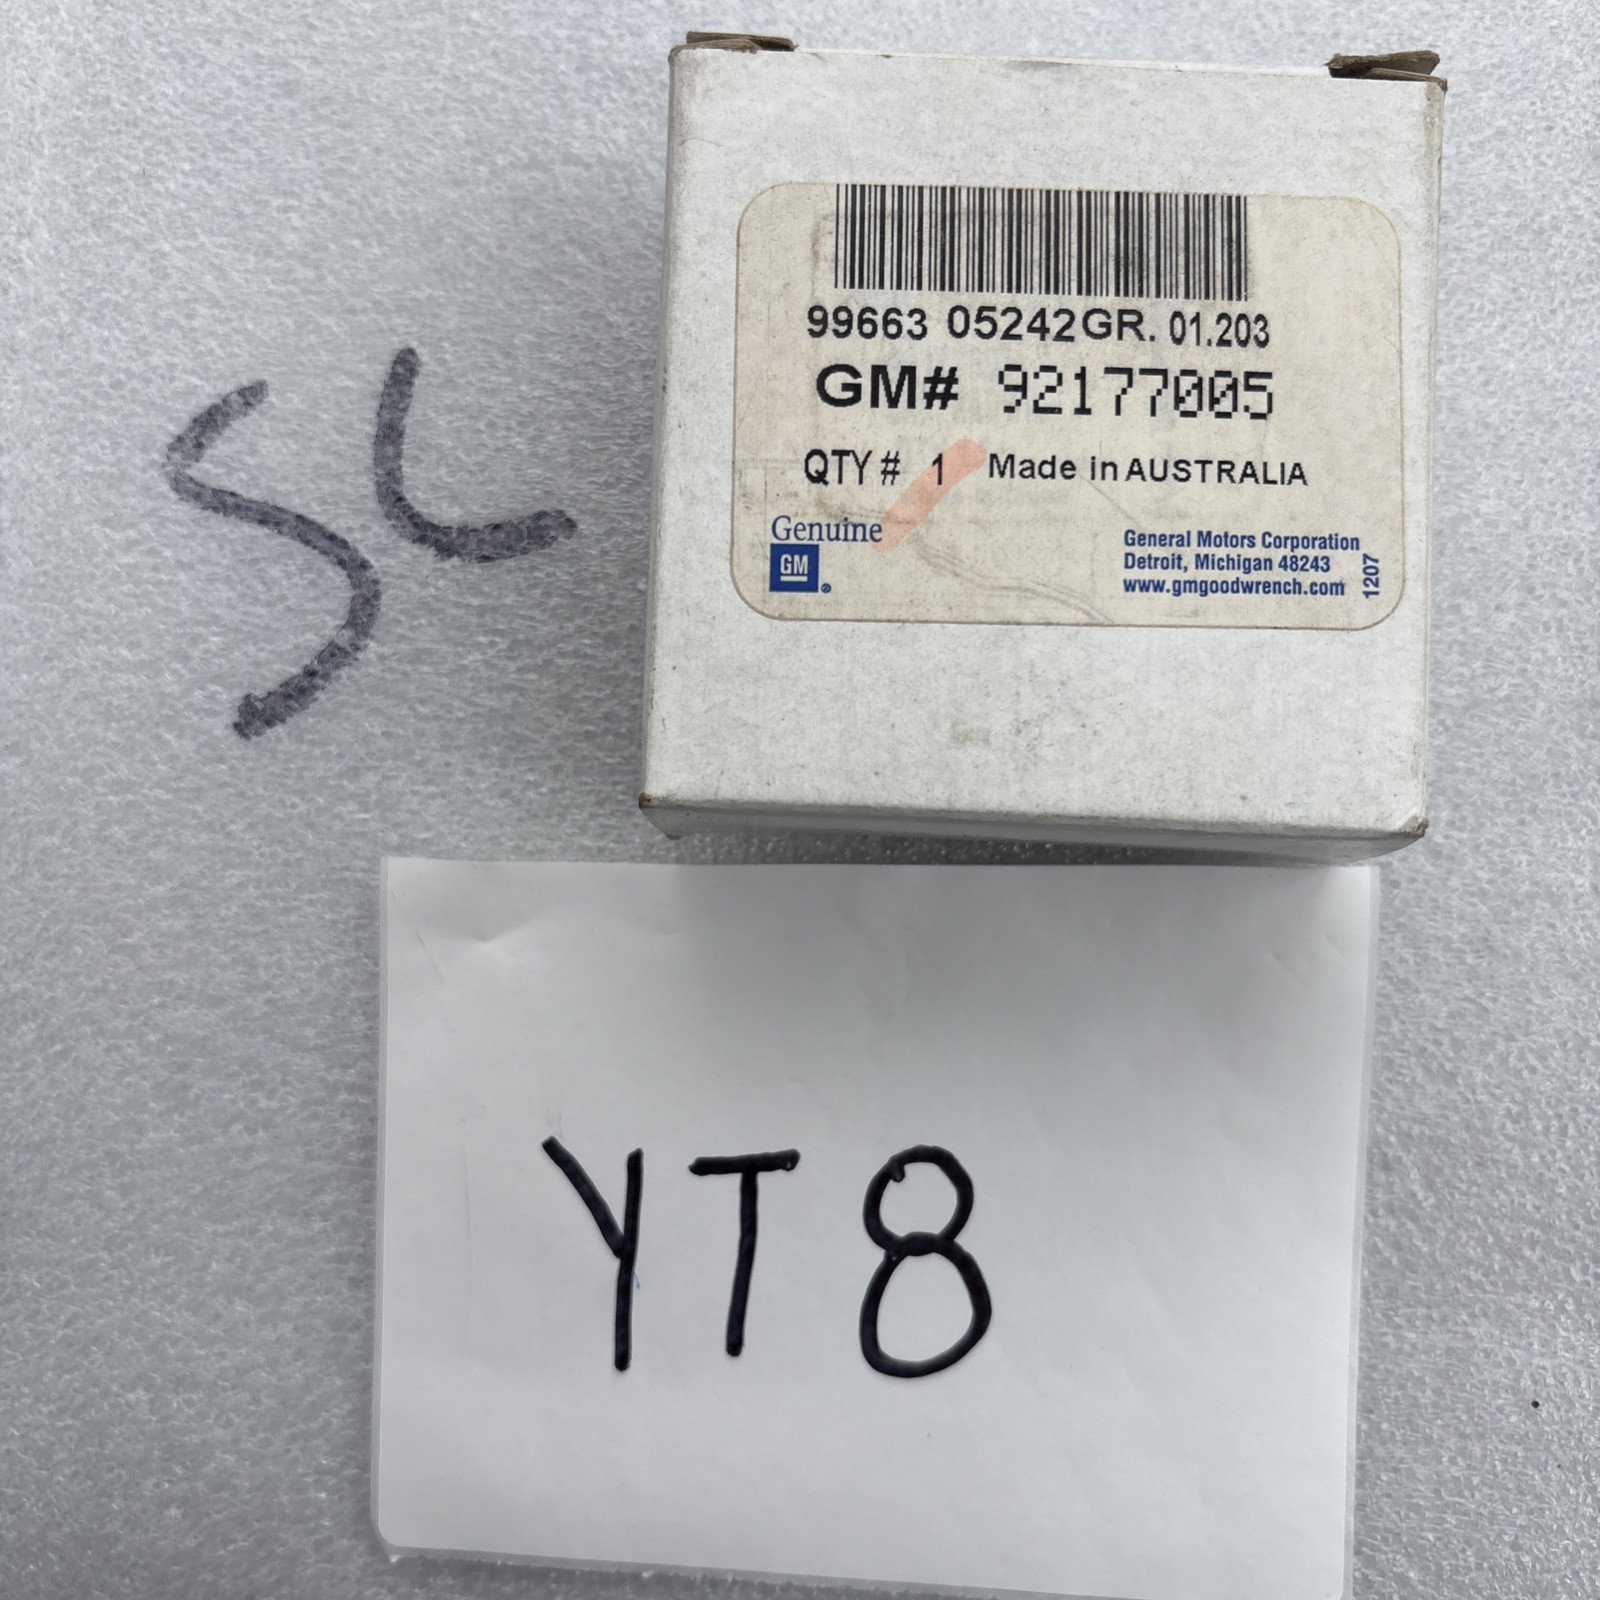 99663 05242GR. 01.203
GM# 92177005
QTY # 1 Made in AUSTRALIA
Genuine
GM
General Motors Corporation
Detroit, Michigan 48243
www.gmgoodwrench.com
1207
SL
YT8